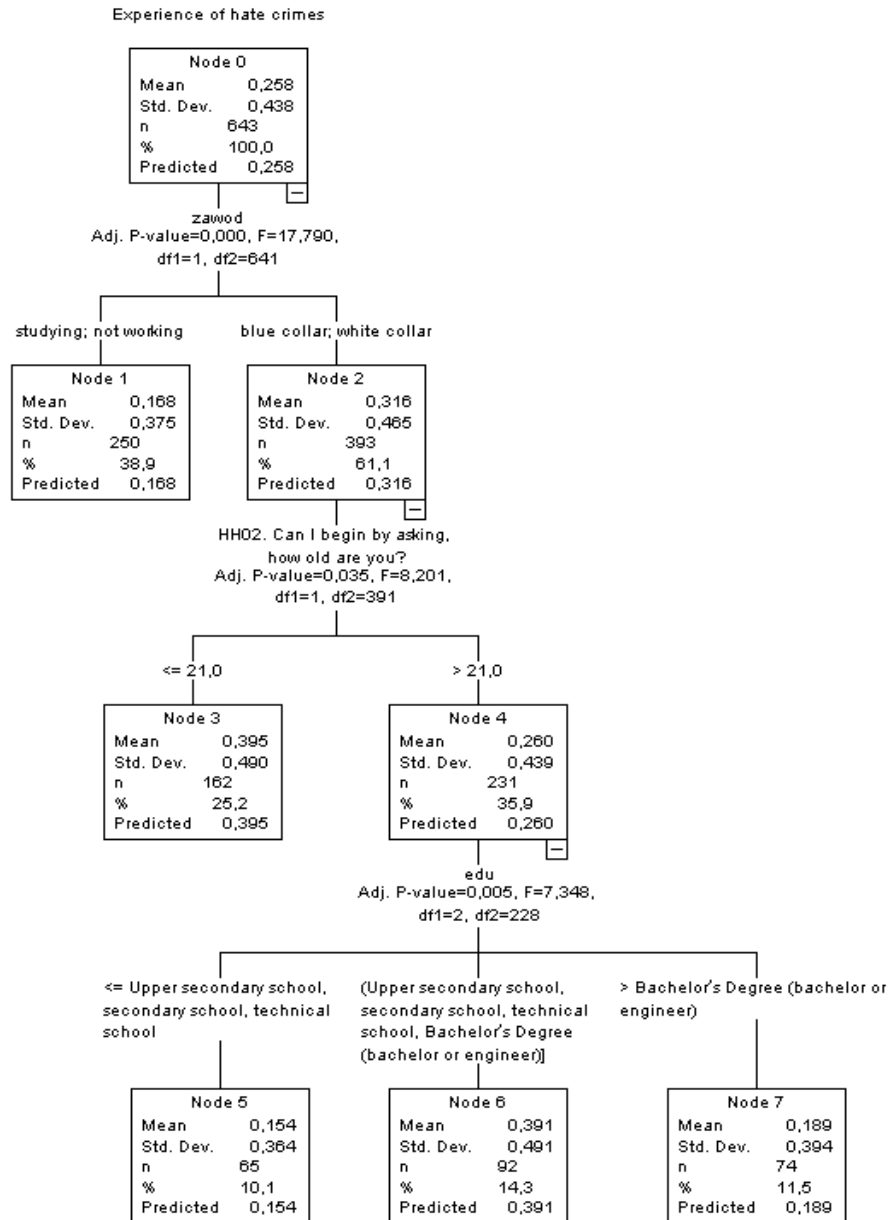 Experience of hate crimes
Node 0
Mean 0,258
Std. Dev. 0,438
n 643
% 100,0
Predicted 0,258
zawod
Adj. P-value=0,000, F=17,790,
df1=1, df2=641
studying; not working
blue collar; white collar
Node 1
Mean 0,168
Std. Dev. 0,375
n 250
% 38,9
Predicted 0,168
Node 2
Mean 0,316
Std. Dev. 0,465
n 393
% 61,1
Predicted 0,316
HH02. Can I begin by asking,
how old are you?
Adj. P-value=0,035, F=8,201,
df1=1, df2=391
<= 21,0
> 21,0
Node 3
Mean 0,395
Std. Dev. 0,490
n 162
% 25,2
Predicted 0,395
Node 4
Mean 0,260
Std. Dev. 0,439
n 231
% 35,9
Predicted 0,260
edu
Adj. P-value=0,005, F=7,348,
df1=2, df2=228
<= Upper secondary school,
secondary school, technical
school
(Upper secondary school,
secondary school, technical
school, Bachelor's Degree
(bachelor or engineer)]
> Bachelor's Degree (bachelor or
engineer)
Node 5
Mean 0,154
Std. Dev. 0,364
n 65
% 10,1
Predicted 0,154
Node 6
Mean 0,391
Std. Dev. 0,491
n 92
% 14,3
Predicted 0,391
Node 7
Mean 0,189
Std. Dev. 0,394
n 74
% 11,5
Predicted 0,189